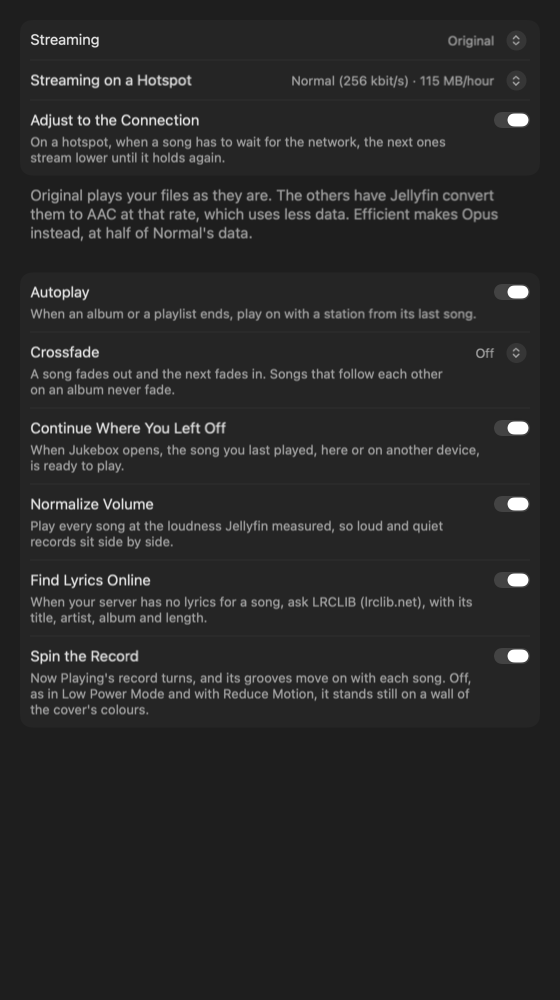 Streaming
Original
Streaming on a Hotspot
Normal (256 kbit/s) · 115 MB/hour
Adjust to the Connection
On a hotspot, when a song has to wait for the network, the next ones
stream lower until it holds again.
Original plays your files as they are. The others have Jellyfin convert
them to AAC at that rate, which uses less data. Efficient makes Opus
instead, at half of Normal's data.
Autoplay
When an album or a playlist ends, play on with a station from its last song.
Crossfade
Off
A song fades out and the next fades in. Songs that follow each other
on an album never fade.
Continue Where You Left Off
When Jukebox opens, the song you last played, here or on another device,
is ready to play.
Normalize Volume
Play every song at the loudness Jellyfin measured, so loud and quiet
records sit side by side.
Find Lyrics Online
When your server has no lyrics for a song, ask LRCLIB (lrclib.net), with its
title, artist, album and length.
Spin the Record
Now Playing's record turns, and its grooves move on with each song. Off,
as in Low Power Mode and with Reduce Motion, it stands still on a wall of
the cover's colours.